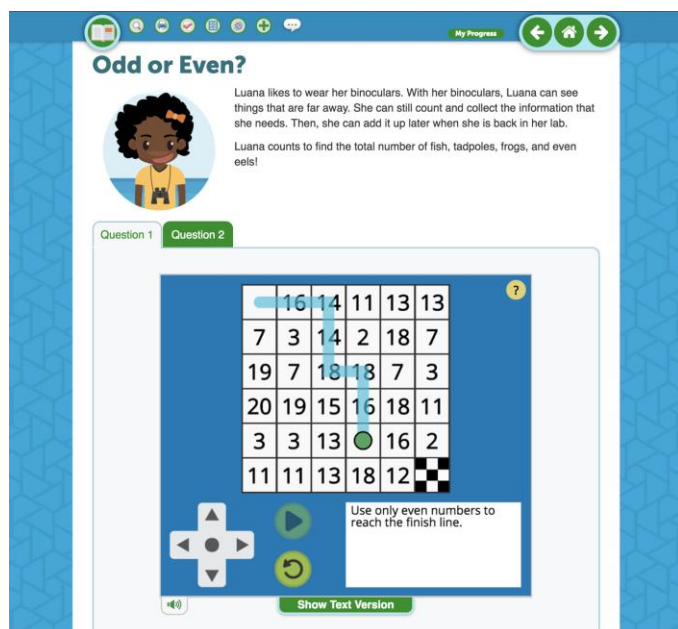 My Progress
Odd or Even?
Luana likes to wear her binoculars. With her binoculars, Luana can see
things that are far away. She can still count and collect the information that
she needs. Then, she can add it up later when she is back in her lab.
Luana counts to find the total number of fish, tadpoles, frogs, and even
eels!
Question 1 Question 2
?
16 14 11 13 13
7 3 14 2 18 7
19 7 18 18 7 3
20 19 15 16 18 11
3 3 13 16 2
11 11 13 18 12
Use only even numbers to
reach the finish line.
Show Text Version